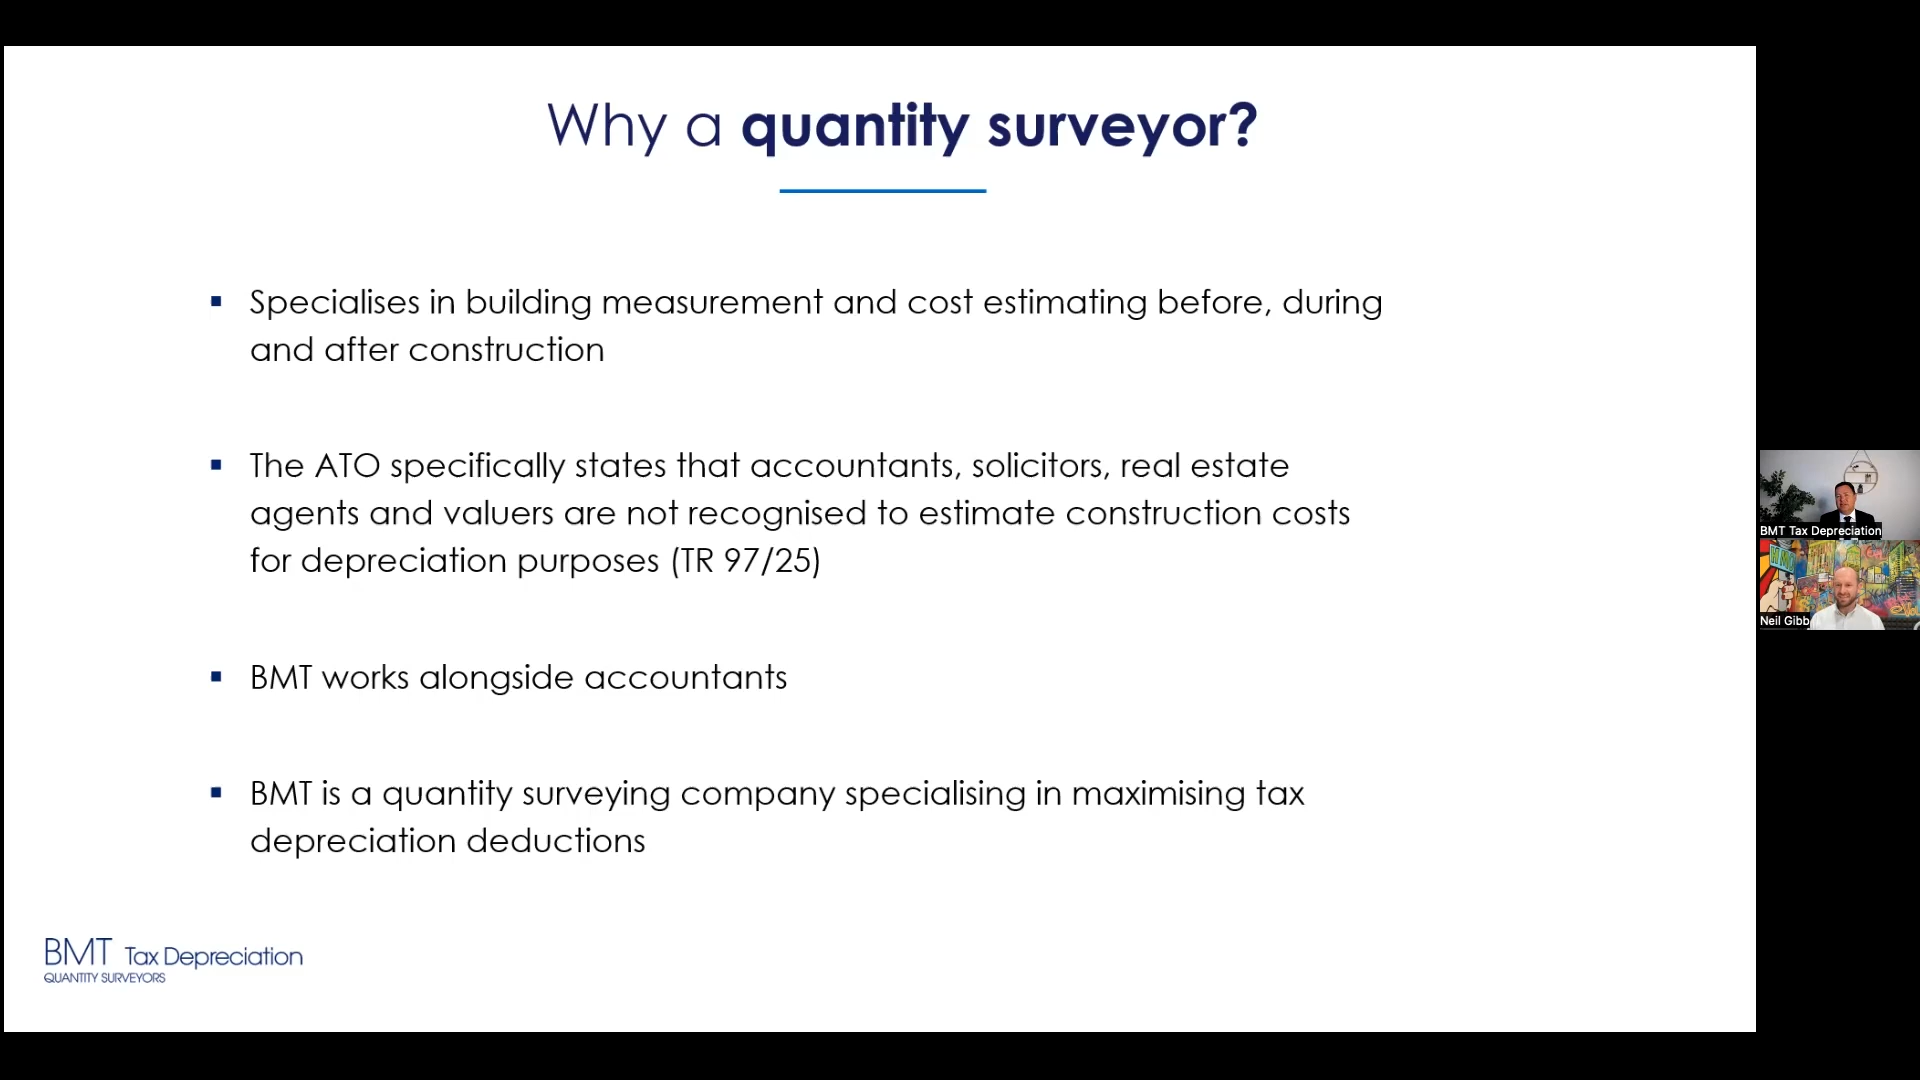 Why a quantity surveyor?
▪ Specialises in building measurement and cost estimating before, during
and after construction
▪ The ATO specifically states that accountants, solicitors, real estate
agents and valuers are not recognised to estimate construction costs
for depreciation purposes (TR 97/25)
▪ BMT works alongside accountants
▪ BMT is a quantity surveying company specialising in maximising tax
depreciation deductions
BMT Tax Depreciation
QUANTITY SURVEYORS
BMT Tax Depreciation
Neil Gibb